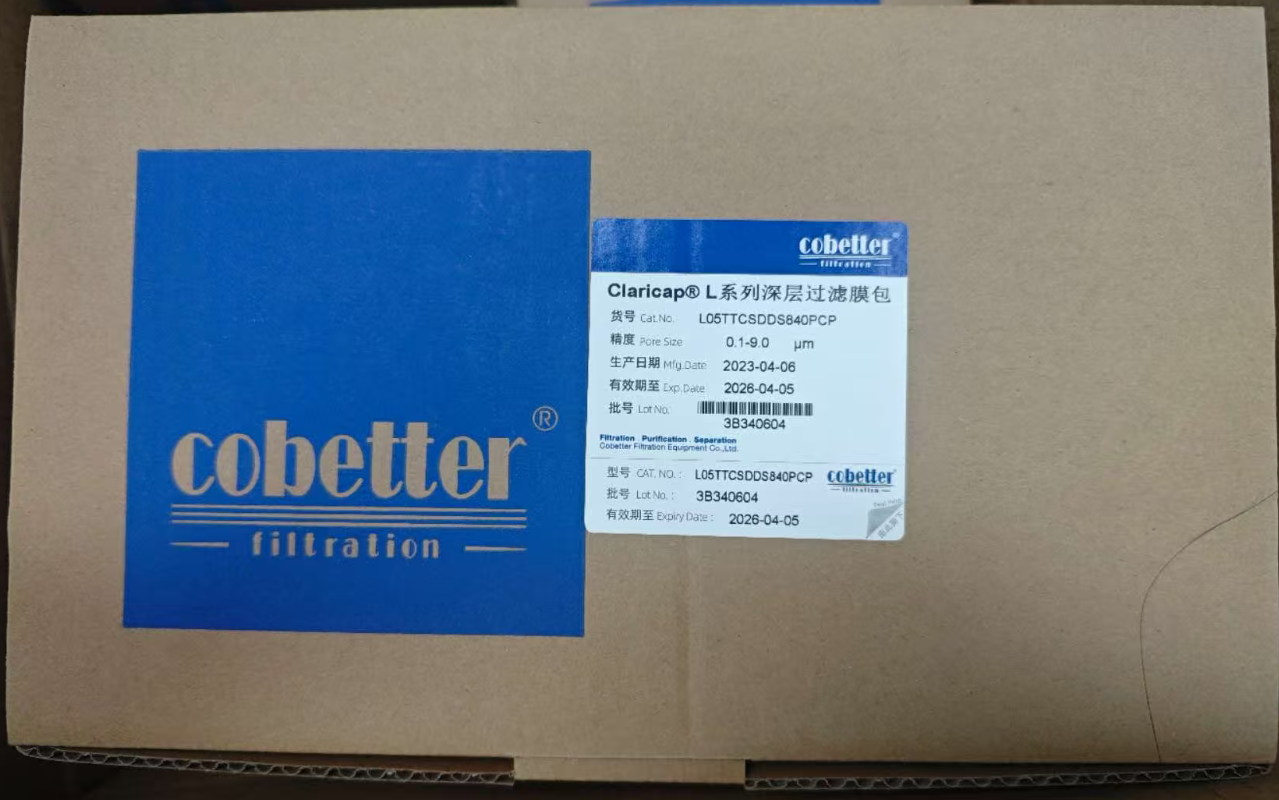 cobetter®
filtration
cobetter
filtration
Claricap® L系列深层过滤膜包
货号 Cat.No. L05TTCSDDS840PCP
精度 Pore Size 0.1-9.0 μm
生产日期 Mfg.Date 2023-04-06
有效期至 Exp.Date 2026-04-05
批号 Lot No.
3B340604
Filtration . Purification . Separation
Cobetter Filtration Equipment Co.,Ltd.
型号 CAT. NO. : L05TTCSDDS840PCP
cobetter
filtration
批号 Lot No. : 3B340604
有效期至 Expiry Date : 2026-04-05